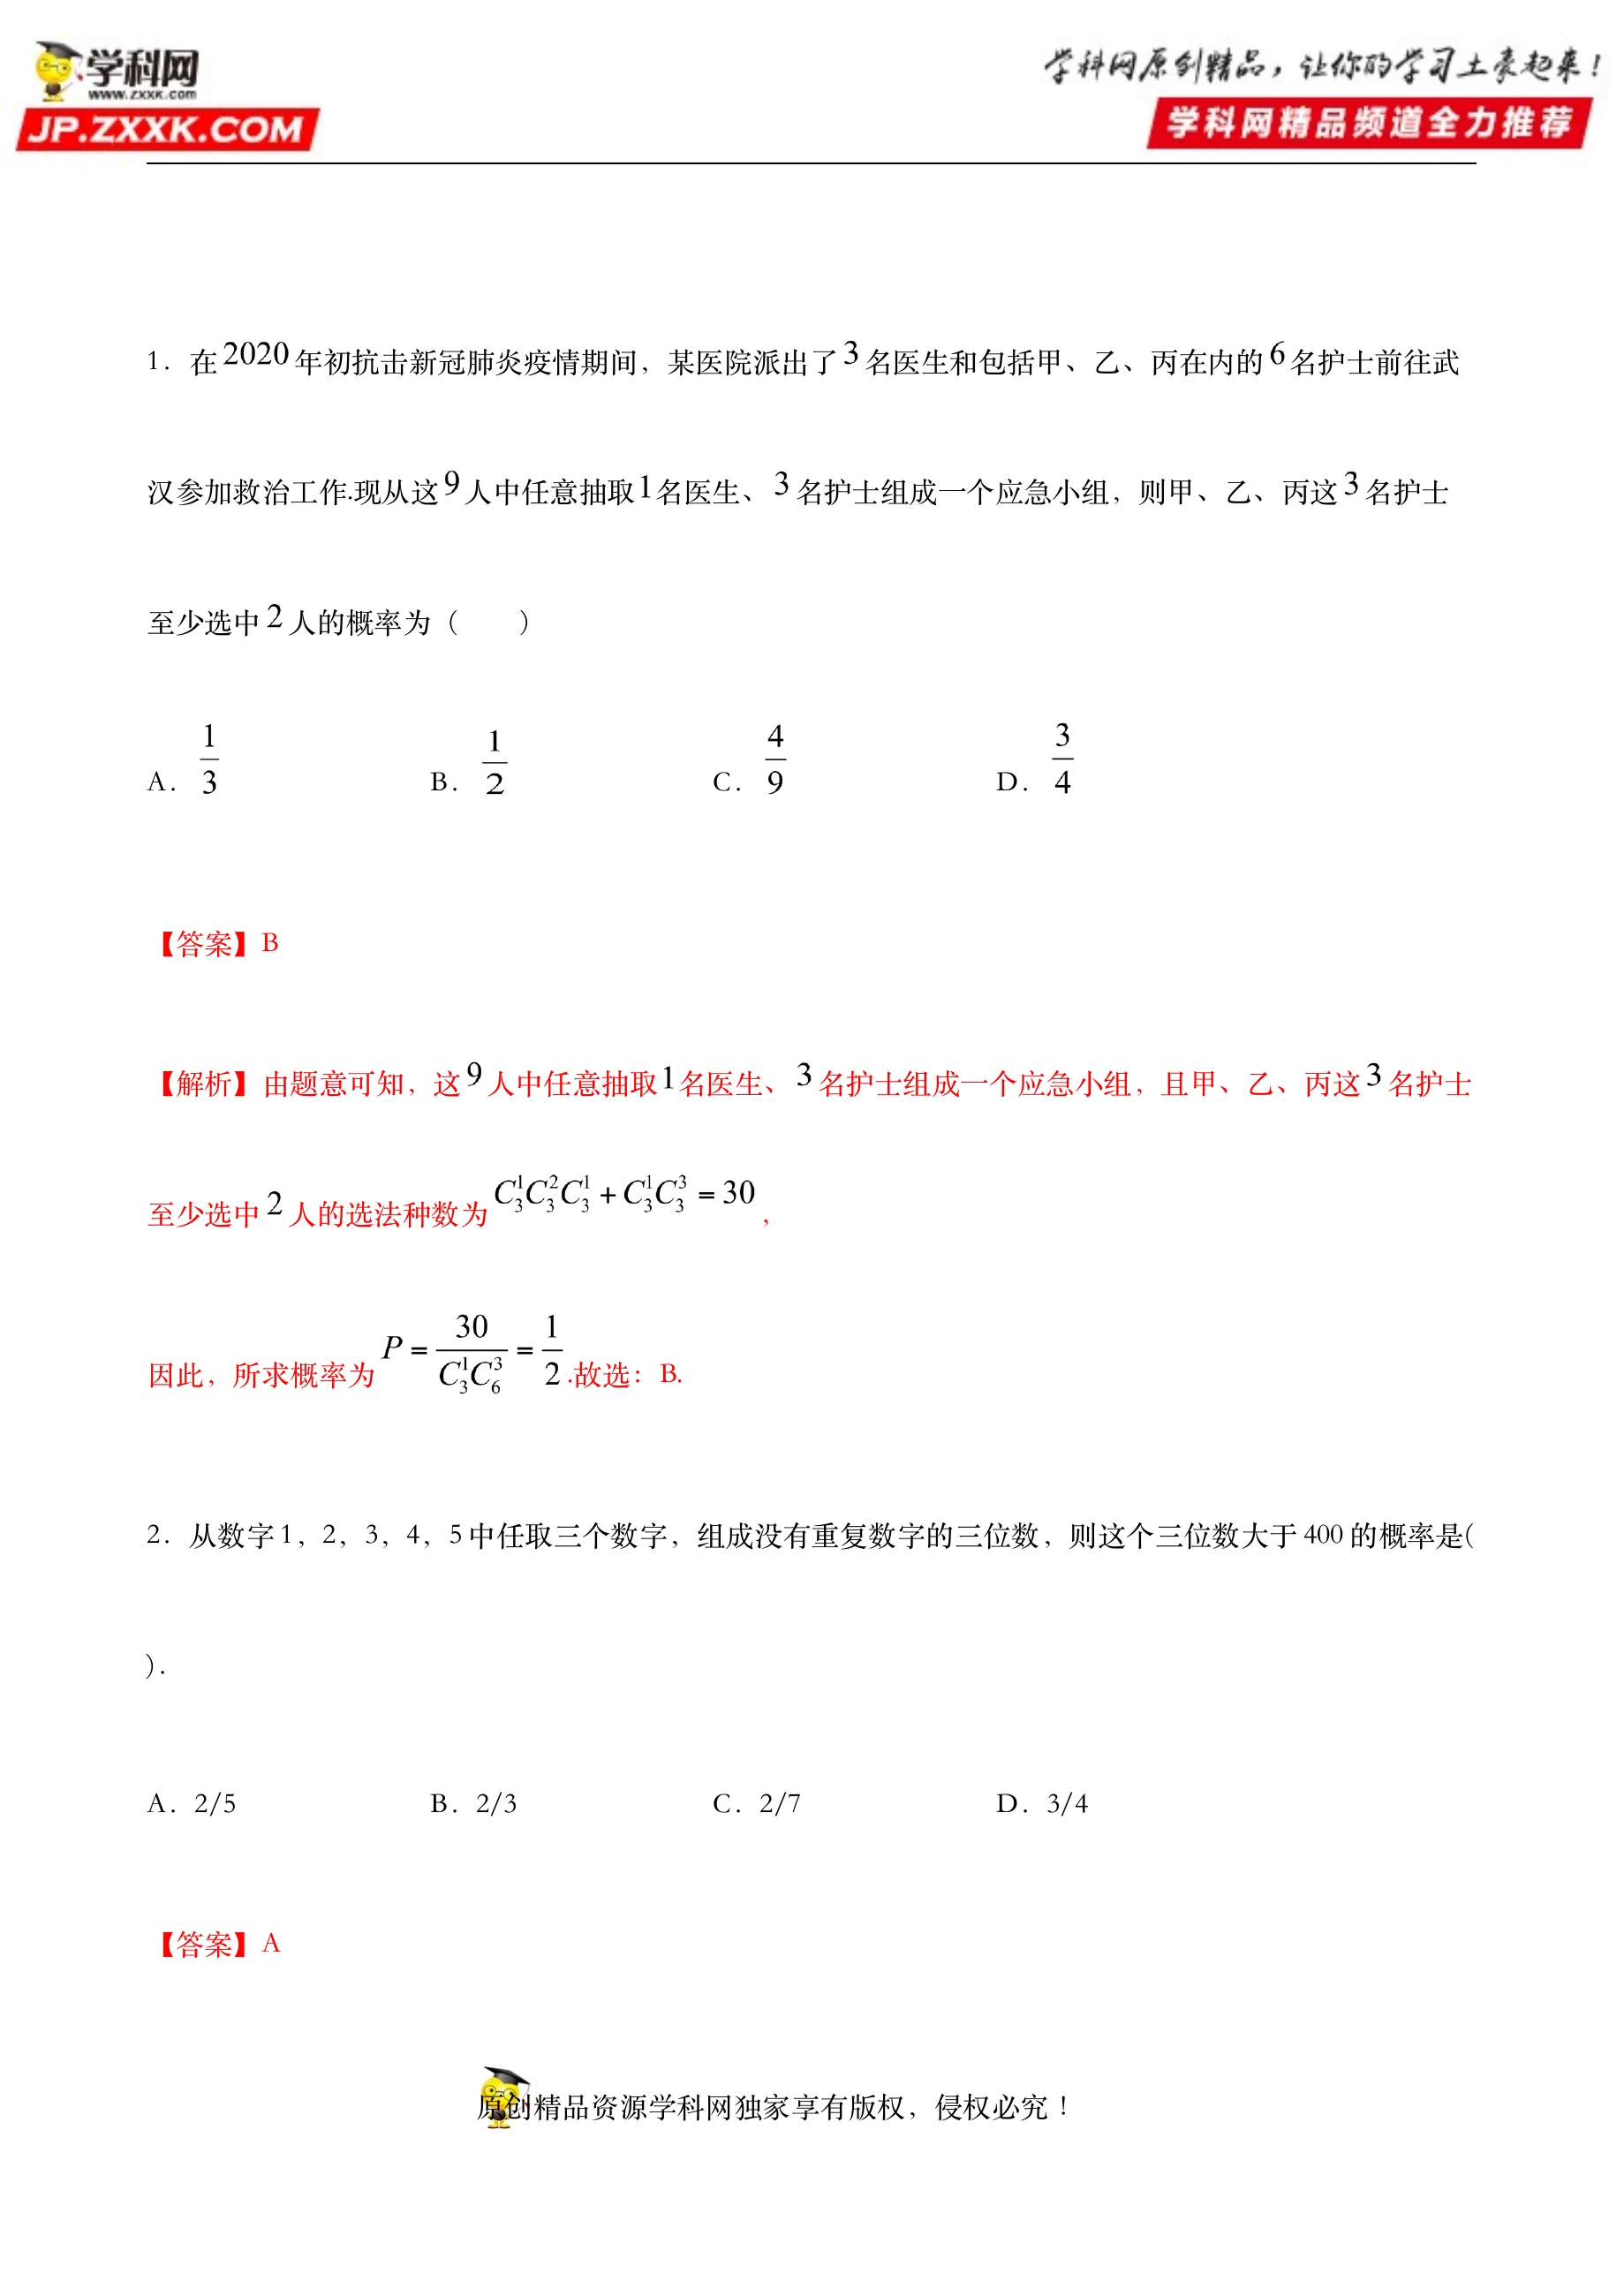 学科网
www.zxxk.com
JP.ZXXK.COM
学科网原创精品，让你的学习土豪起来！
学科网精品频道全力推荐
1．在2020年初抗击新冠肺炎疫情期间，某医院派出了3名医生和包括甲、乙、丙在内的6名护士前往武
汉参加救治工作.现从这9人中任意抽取1名医生、3名护士组成一个应急小组，则甲、乙、丙这3名护士
至少选中2人的概率为（　　）
A．1/3 B．1/2 C．4/9 D．3/4
【答案】B
【解析】由题意可知，这9人中任意抽取1名医生、3名护士组成一个应急小组，且甲、乙、丙这3名护士
至少选中2人的选法种数为 $C_3^1C_3^2C_3^1+C_3^1C_3^3=30$，
因此，所求概率为 $P=\frac{30}{C_3^1C_6^3}=\frac{1}{2}$.故选：B.
2．从数字1，2，3，4，5中任取三个数字，组成没有重复数字的三位数，则这个三位数大于400的概率是(
)．
A．2/5 B．2/3 C．2/7 D．3/4
【答案】A
原创精品资源学科网独家享有版权，侵权必究！